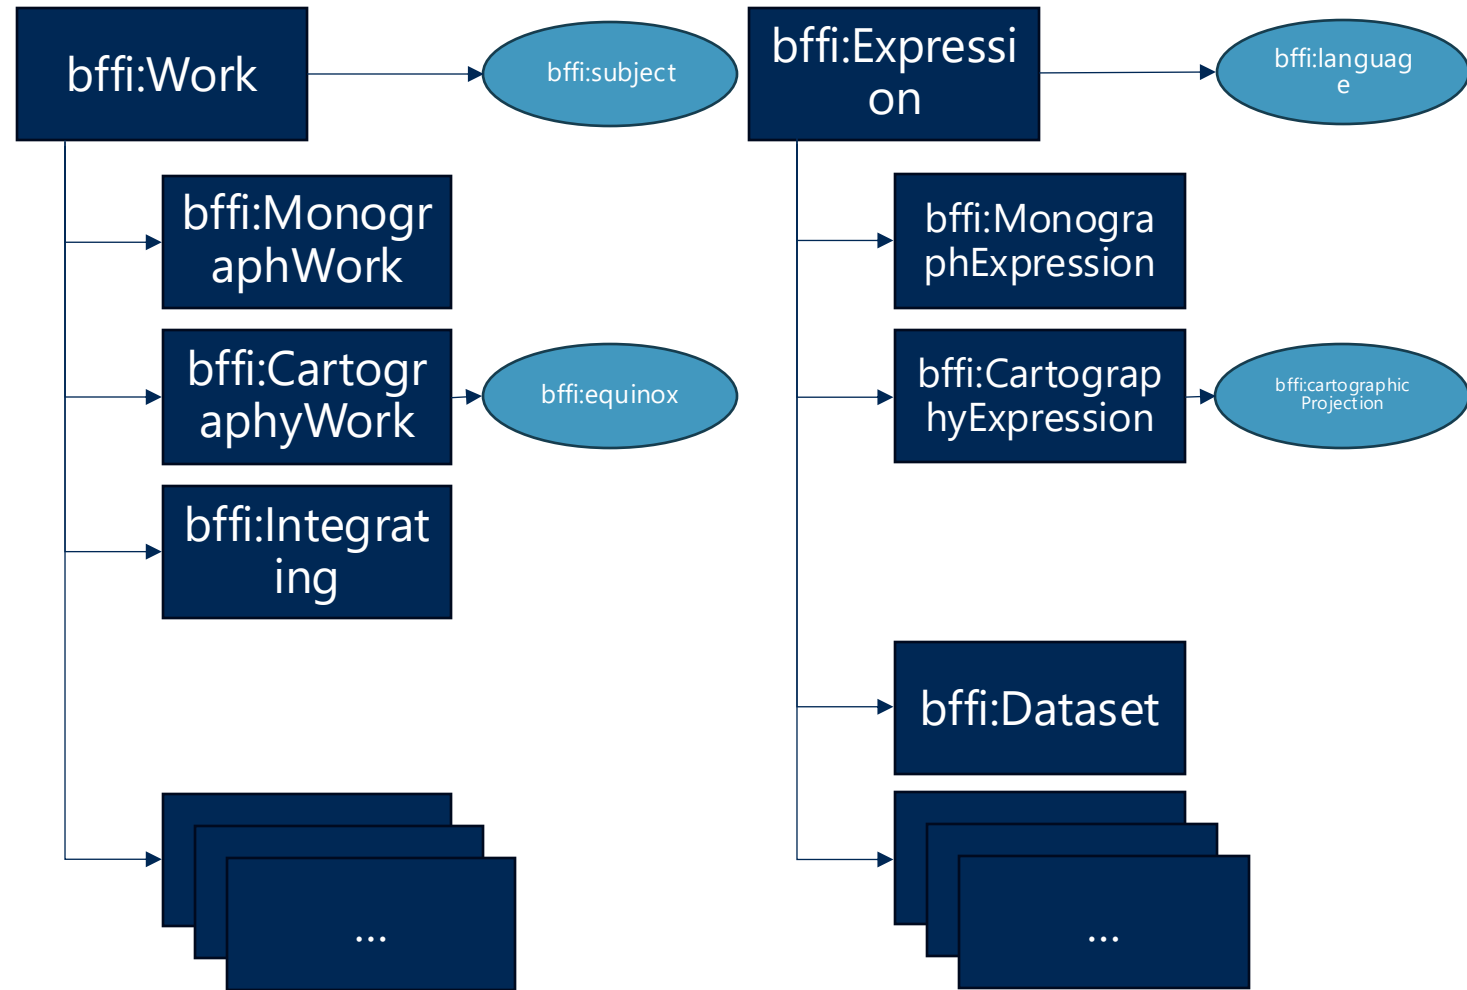 bffi:Work
bffi:subject
bffi:Monogr
aphWork
bffi:Cartogr
aphyWork
bffi:equinox
bffi:Integrat
ing
...
bffi:Expressi
on
bffi:languag
e
bffi:Monogra
phExpression
bffi:Cartograp
hyExpression
bffi:cartographic
Projection
bffi:Dataset
...